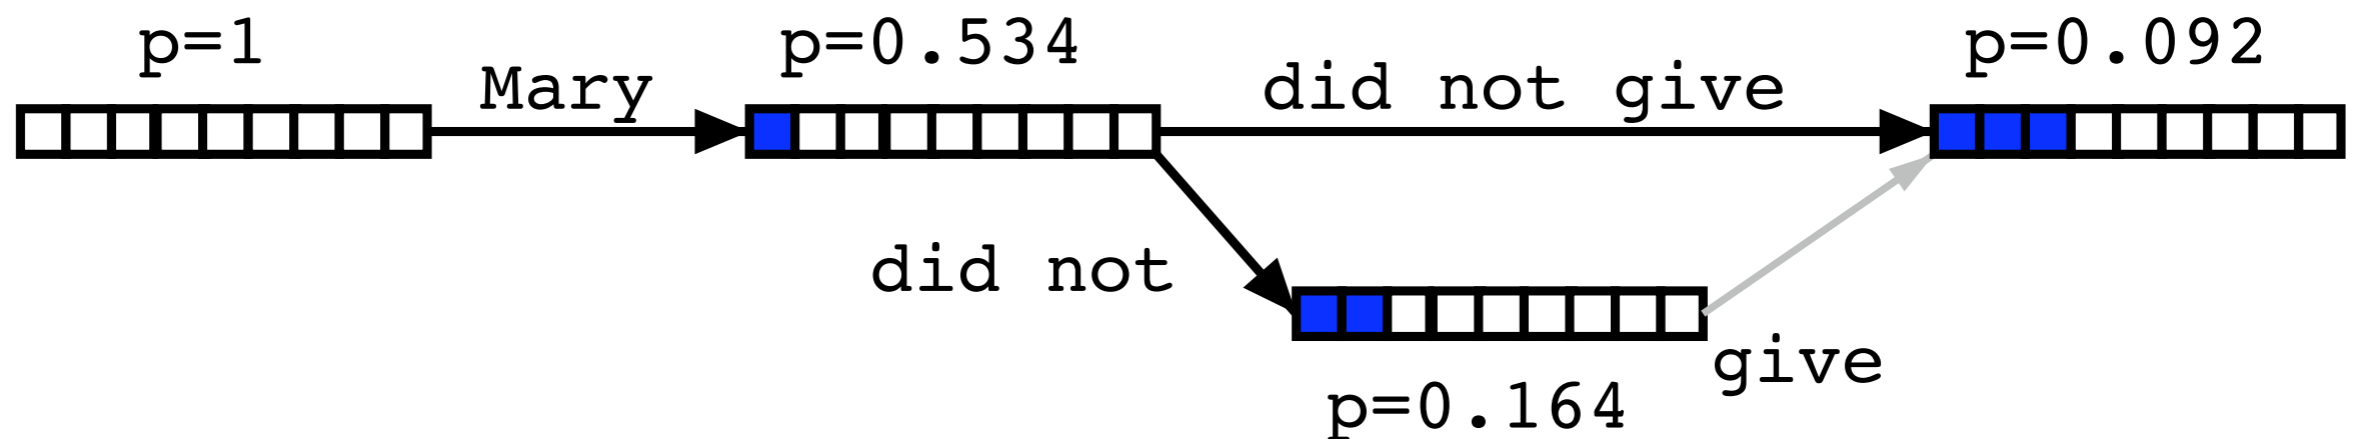 p=1
Mary
p=0.534
did not give
p=0.092
did not
give
p=0.164